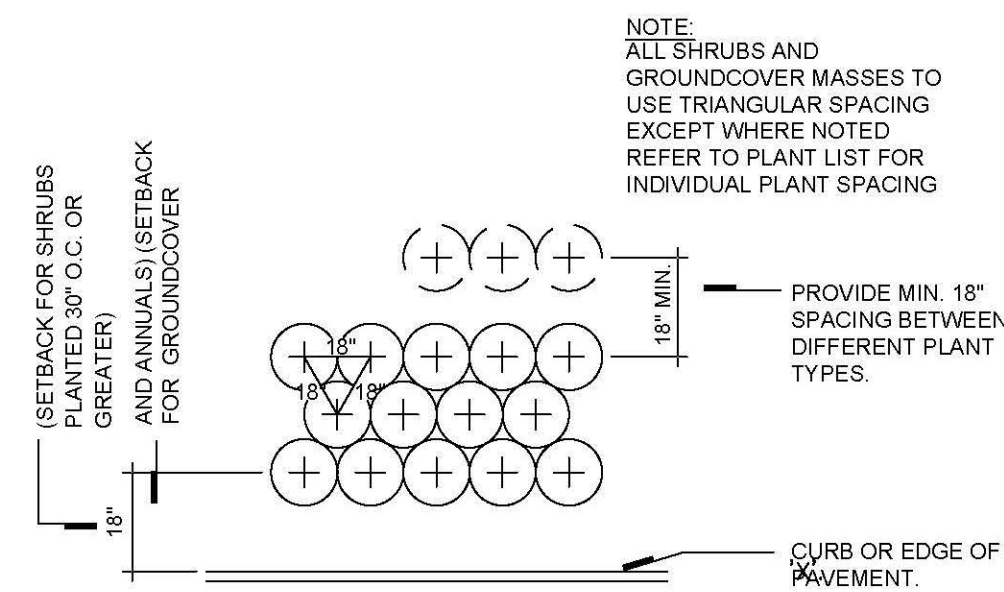 NOTE:
ALL SHRUBS AND
GROUNDCOVER MASSES TO
USE TRIANGULAR SPACING
EXCEPT WHERE NOTED
REFER TO PLANT LIST FOR
INDIVIDUAL PLANT SPACING
(SETBACK FOR SHRUBS
PLANTED 30" O.C. OR
GREATER)
AND ANNUALS) (SETBACK
FOR GROUNDCOVER
18" MIN.
PROVIDE MIN. 18"
SPACING BETWEEN
DIFFERENT PLANT
TYPES.
18"
18"
18"
18"
CURB OR EDGE OF
'X'.
PAVEMENT.